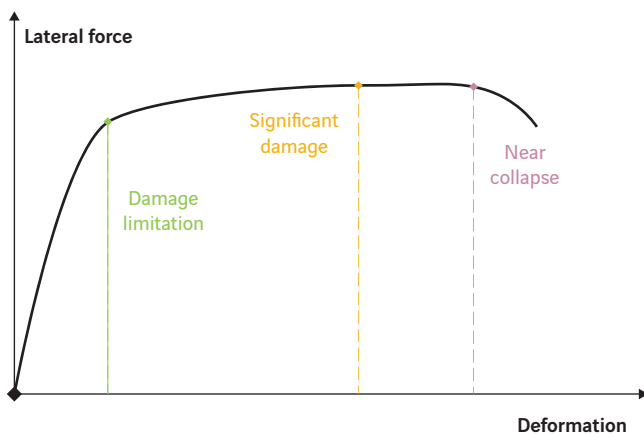 Lateral force
Significant
damage
Near
collapse
Damage
limitation
Deformation